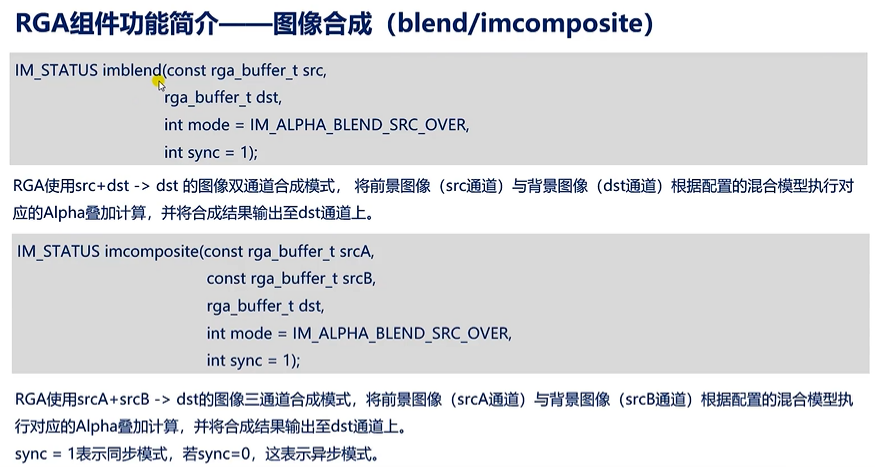 RGA组件功能简介——图像合成（blend/imcomposite）
IM_STATUS imblend(const rga_buffer_t src,
rga_buffer_t dst,
int mode = IM_ALPHA_BLEND_SRC_OVER,
int sync = 1);
RGA使用src+dst -> dst 的图像双通道合成模式， 将前景图像（src通道）与背景图像（dst通道）根据配置的混合模型执行对
应的Alpha叠加计算，并将合成结果输出至dst通道上。
IM_STATUS imcomposite(const rga_buffer_t srcA,
const rga_buffer_t srcB,
rga_buffer_t dst,
int mode = IM_ALPHA_BLEND_SRC_OVER,
int sync = 1);
RGA使用srcA+srcB -> dst的图像三通道合成模式，将前景图像（srcA通道）与背景图像（srcB通道）根据配置的混合模型执
行对应的Alpha叠加计算，并将合成结果输出至dst通道上。
sync = 1表示同步模式，若sync=0，这表示异步模式。